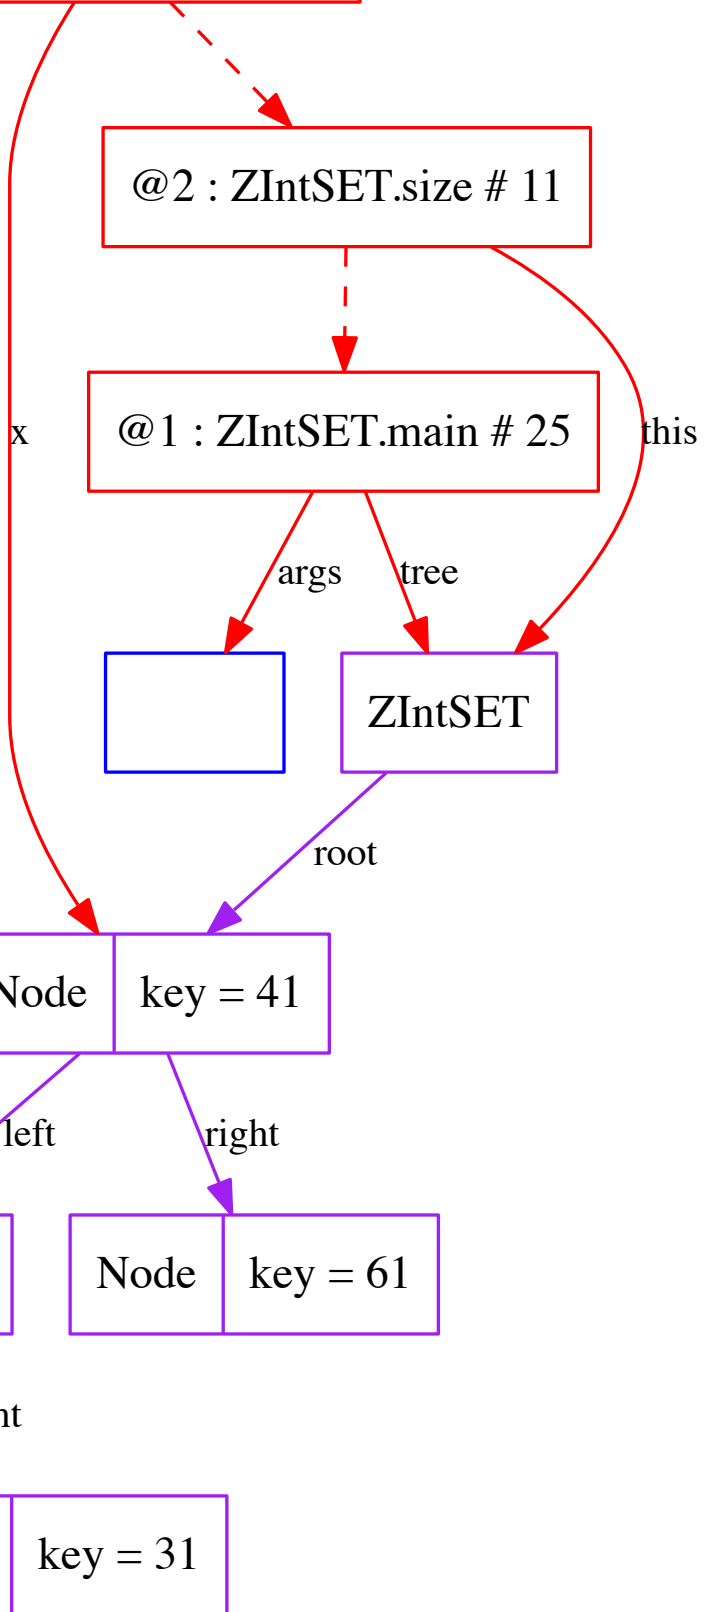 @2 : ZIntSET.size # 11
@1 : ZIntSET.main # 25
x
this
args
tree
ZIntSET
root
Node
key = 41
left
right
Node
key = 61
key = 31